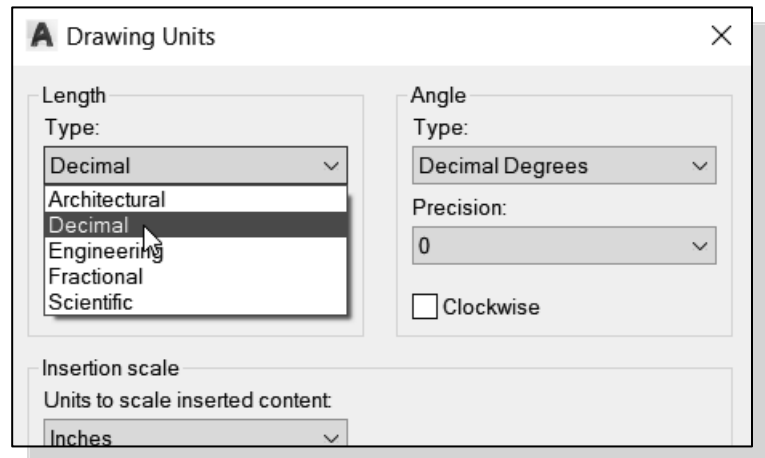 Drawing Units
Length
Type:
Decimal
Architectural
Decimal
Engineering
Fractional
Scientific
Angle
Type:
Decimal Degrees
Precision:
0
Clockwise
Insertion scale
Units to scale inserted content:
Inches